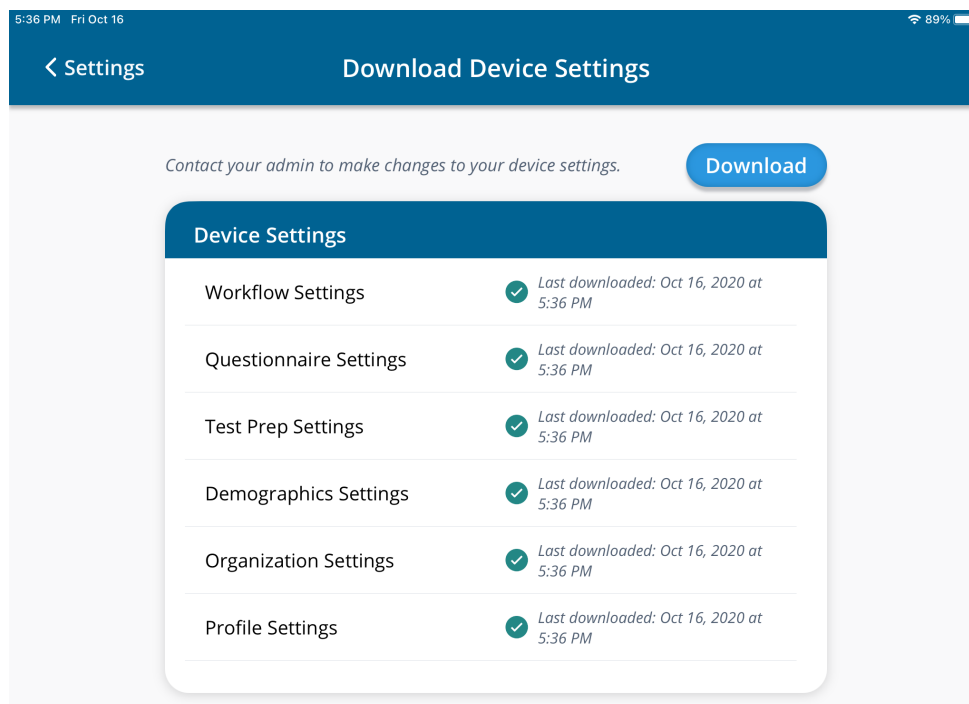 5:36 PM Fri Oct 16
89%
Settings
Download Device Settings
Contact your admin to make changes to your device settings.
Download
Device Settings
Workflow Settings
Last downloaded: Oct 16, 2020 at
5:36 PM
Questionnaire Settings
Last downloaded: Oct 16, 2020 at
5:36 PM
Test Prep Settings
Last downloaded: Oct 16, 2020 at
5:36 PM
Demographics Settings
Last downloaded: Oct 16, 2020 at
5:36 PM
Organization Settings
Last downloaded: Oct 16, 2020 at
5:36 PM
Profile Settings
Last downloaded: Oct 16, 2020 at
5:36 PM